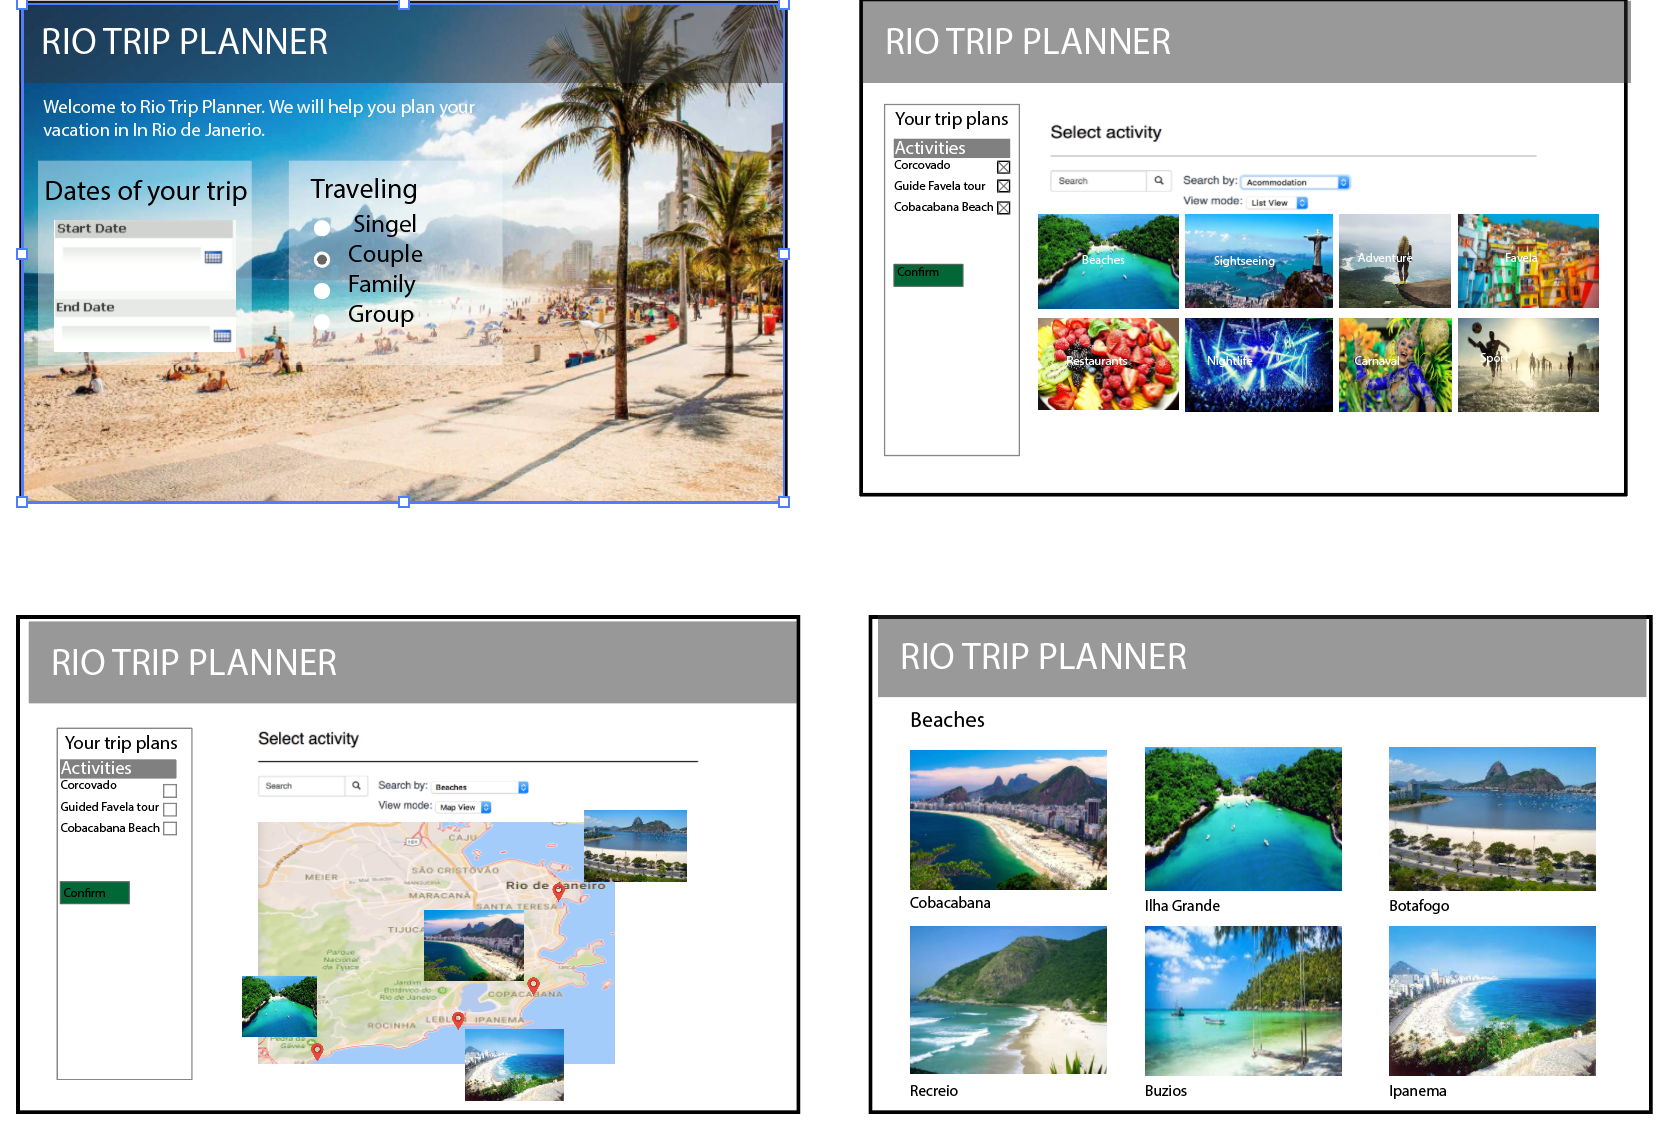 RIO TRIP PLANNER
Welcome to Rio Trip Planner. We will help you plan your
vacation in In Rio de Janerio.
Dates of your trip
Start Date
End Date
Traveling
Singel
Couple
Family
Group
RIO TRIP PLANNER
Your trip plans
Activities
Corcovado
Guide Favela tour
Cobacabana Beach
Confirm
Select activity
Search
Search by: Acommodation
View mode: List View
Beaches
Sightseeing
Adventure
Favela
Restaurants
Nightlife
Carnaval
Sport
RIO TRIP PLANNER
Your trip plans
Activities
Corcovado
Guided Favela tour
Cobacabana Beach
Confirm
Select activity
Search
Search by: Beaches
View mode: Map View
CAJU
MEIER
SÃO CRISTOVÃO
MANGUEIRA
MARACANÃ
Rio de Janeiro
SANTA TERESA
TIJUCA
Parque
Nacional
da Tijuca
Jardim
Botânico do
Rio de Janeiro
COPACABANA
LEBLON
IPANEMA
ROCINHA
Pedra da
Gávea
URCA
RIO TRIP PLANNER
Beaches
Cobacabana
Ilha Grande
Botafogo
Recreio
Buzios
Ipanema